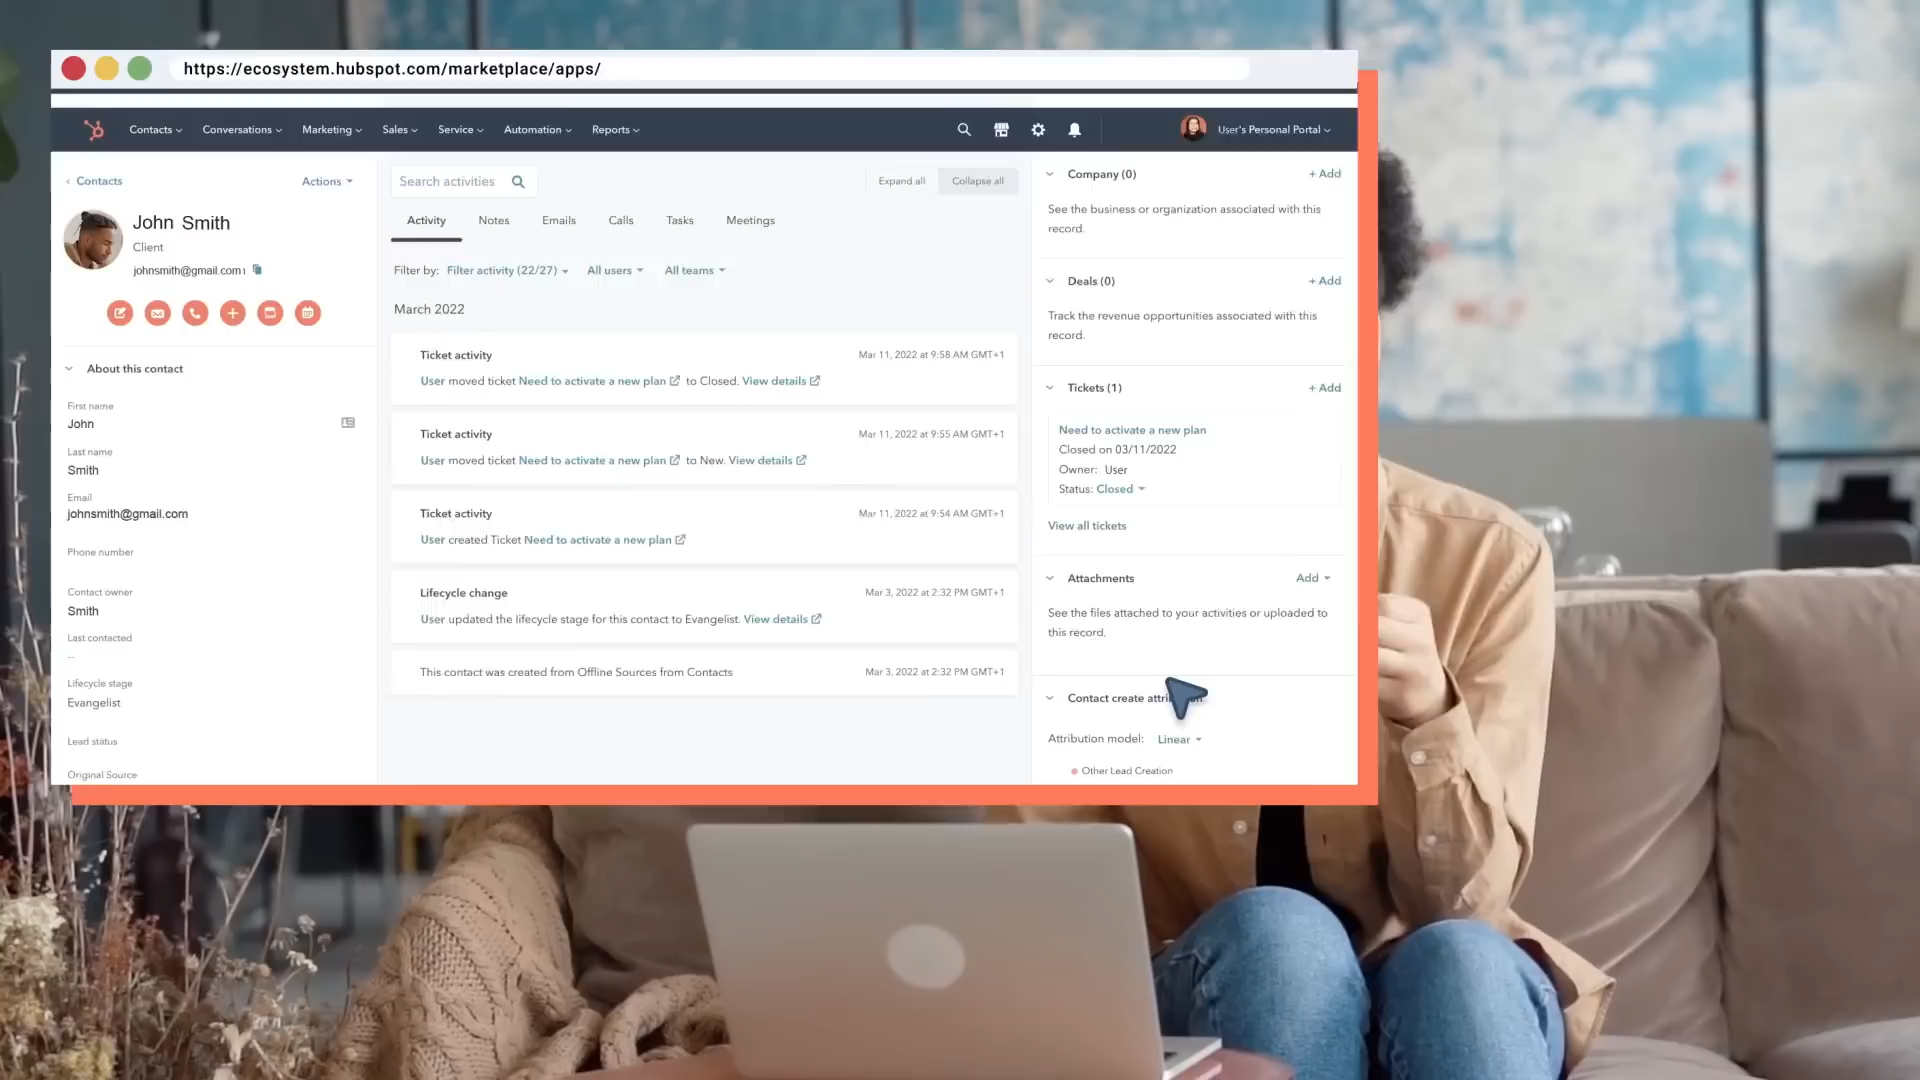 https://ecosystem.hubspot.com/marketplace/apps/
Contacts Conversations Marketing Sales Service Automation Reports User's Personal Portal
Contacts Actions
John Smith
Client
johnsmith@gmail.com
About this contact
First name
John
Last name
Smith
Email
johnsmith@gmail.com
Phone number
Contact owner
Smith
Last contacted
--
Lifecycle stage
Evangelist
Lead status
Original Source
Search activities Expand all Collapse all
Activity Notes Emails Calls Tasks Meetings
Filter by: Filter activity (22/27) All users All teams
March 2022
Ticket activity Mar 11, 2022 at 9:58 AM GMT+1
User moved ticket Need to activate a new plan to Closed. View details
Ticket activity Mar 11, 2022 at 9:55 AM GMT+1
User moved ticket Need to activate a new plan to New. View details
Ticket activity Mar 11, 2022 at 9:54 AM GMT+1
User created Ticket Need to activate a new plan
Lifecycle change Mar 3, 2022 at 2:32 PM GMT+1
User updated the lifecycle stage for this contact to Evangelist. View details
This contact was created from Offline Sources from Contacts Mar 3, 2022 at 2:32 PM GMT+1
Company (0) + Add
See the business or organization associated with this
record.
Deals (0) + Add
Track the revenue opportunities associated with this
record.
Tickets (1) + Add
Need to activate a new plan
Closed on 03/11/2022
Owner: User
Status: Closed
View all tickets
Attachments Add
See the files attached to your activities or uploaded to
this record.
Contact create
Attribution model: Linear
Other Lead Creation